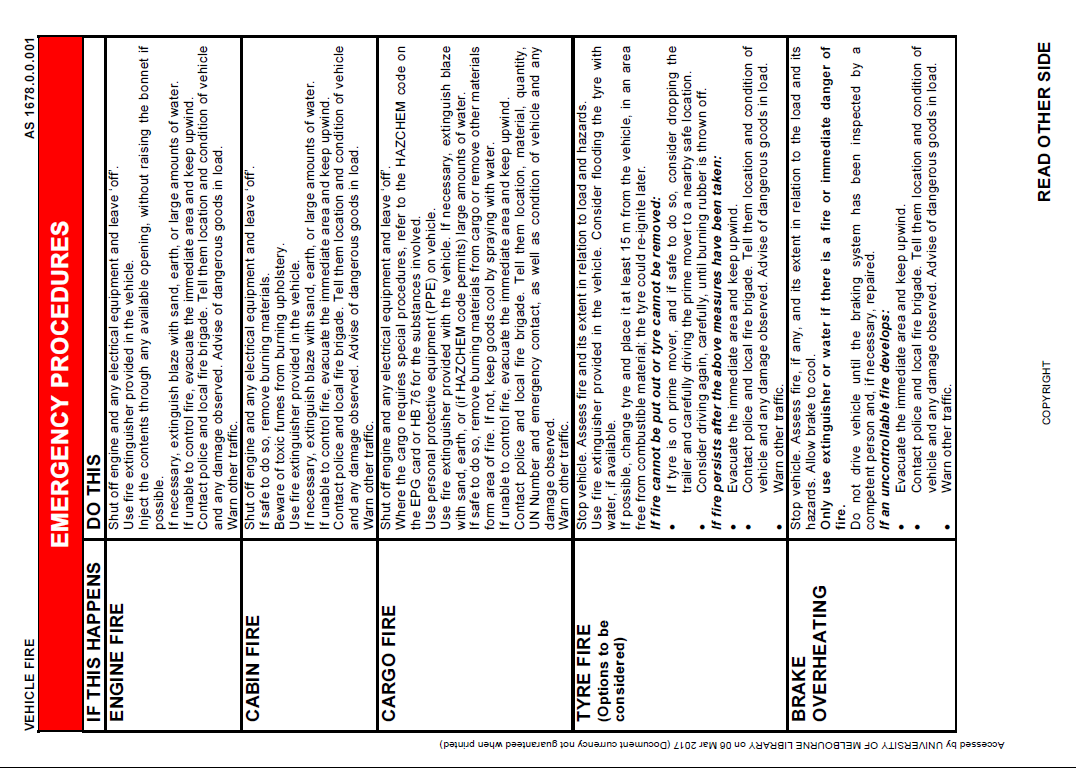 VEHICLE FIRE
AS 1678.0.0.001
EMERGENCY PROCEDURES
IF THIS HAPPENS
DO THIS
ENGINE FIRE
Shut off engine and any electrical equipment and leave 'off'.
Use fire extinguisher provided in the vehicle.
Inject the contents through any available opening, without raising the bonnet if
possible.
If necessary, extinguish blaze with sand, earth, or large amounts of water.
If unable to control fire, evacuate the immediate area and keep upwind.
Contact police and local fire brigade. Tell them location and condition of vehicle
and any damage observed. Advise of dangerous goods in load.
Warn other traffic.
CABIN FIRE
Shut off engine and any electrical equipment and leave 'off'.
If safe to do so, remove burning materials.
Beware of toxic fumes from burning upholstery.
Use fire extinguisher provided in the vehicle.
If necessary, extinguish blaze with sand, earth, or large amounts of water.
If unable to control fire, evacuate the immediate area and keep upwind.
Contact police and local fire brigade. Tell them location and condition of vehicle
and any damage observed. Advise of dangerous goods in load.
Warn other traffic.
CARGO FIRE
Shut off engine and any electrical equipment and leave 'off'.
Where the cargo requires special procedures, refer to the HAZCHEM code on
the EPG card or HB 76 for the substances involved.
Use personal protective equipment (PPE) on vehicle.
Use fire extinguisher provided with the vehicle. If necessary, extinguish blaze
with sand, earth, or (if HAZCHEM code permits) large amounts of water.
If safe to do so, remove burning materials from cargo or remove other materials
form area of fire. If not, keep goods cool by spraying with water.
If unable to control fire, evacuate the immediate area and keep upwind.
Contact police and local fire brigade. Tell them location, material, quantity,
UN Number and emergency contact, as well as condition of vehicle and any
damage observed.
Warn other traffic.
TYRE FIRE
(Options to be
considered)
Stop vehicle. Assess fire and its extent in relation to load and hazards.
Use fire extinguisher provided in the vehicle. Consider flooding the tyre with
water, if available.
If possible, change tyre and place it at least 15 m from the vehicle, in an area
free from combustible material; the tyre could re-ignite later.
If fire cannot be put out or tyre cannot be removed:
• If tyre is on prime mover, and if safe to do so, consider dropping the
trailer and carefully driving the prime mover to a nearby safe location.
• Consider driving again, carefully, until burning rubber is thrown off.
If fire persists after the above measures have been taken:
• Evacuate the immediate area and keep upwind.
• Contact police and local fire brigade. Tell them location and condition of
vehicle and any damage observed. Advise of dangerous goods in load.
• Warn other traffic.
BRAKE
OVERHEATING
Stop vehicle. Assess fire, if any, and its extent in relation to the load and its
hazards. Allow brake to cool.
Only use extinguisher or water if there is a fire or immediate danger of
fire.
Do not drive vehicle until the braking system has been inspected by a
competent person and, if necessary, repaired.
If an uncontrollable fire develops:
• Evacuate the immediate area and keep upwind.
• Contact police and local fire brigade. Tell them location and condition of
vehicle and any damage observed. Advise of dangerous goods in load.
• Warn other traffic.
COPYRIGHT
READ OTHER SIDE
Accessed by UNIVERSITY OF MELBOURNE LIBRARY on 06 Mar 2017 (Document currency not guaranteed when printed)